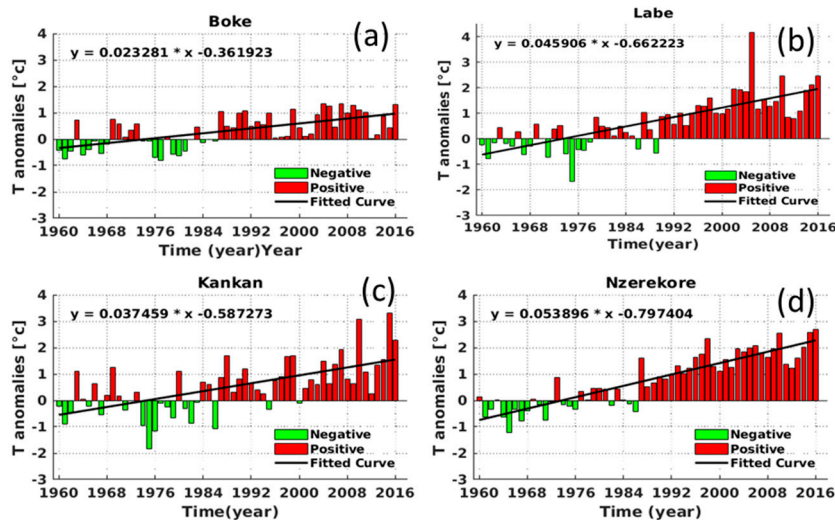 Boke
(a)
y = 0.023281 * x -0.361923
T anomalies [°c]
4
3
2
1
0
-1
-2
-3
Negative
Positive
Fitted Curve
1960 1968 1976 1984 1992 2000 2008 2016
Time (year)Year
Labe
(b)
y = 0.045906 * x -0.662223
T anomalies [°c]
4
3
2
1
0
-1
-2
-3
Negative
Positive
Fitted Curve
1960 1968 1976 1984 1992 2000 2008 2016
Time(year)
Kankan
(c)
y = 0.037459 * x -0.587273
T anomalies [°c]
4
3
2
1
0
-1
-2
-3
Negative
Positive
Fitted Curve
1960 1968 1976 1984 1992 2000 2008 2016
Time(year)
Nzerekore
(d)
y = 0.053896 * x -0.797404
T anomalies [°c]
4
3
2
1
0
-1
-2
-3
Negative
Positive
Fitted Curve
1960 1968 1976 1984 1992 2000 2008 2016
Time(year)